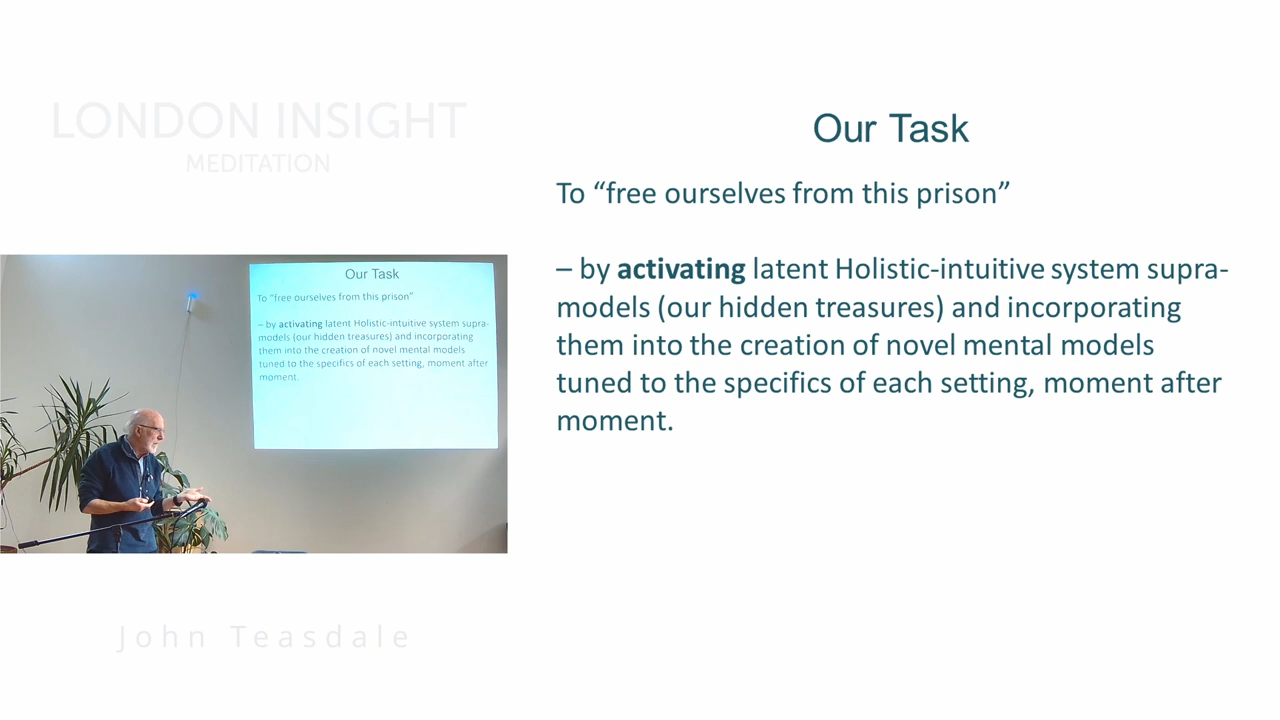 LONDON INSIGHT
MEDITATION
Our Task
To “free ourselves from this prison”
– by activating latent Holistic-intuitive system supra-
models (our hidden treasures) and incorporating
them into the creation of novel mental models
tuned to the specifics of each setting, moment after
moment.
Our Task
To “free ourselves from this prison”
– by activating latent Holistic-intuitive system supra-
models (our hidden treasures) and incorporating
them into the creation of novel mental models
tuned to the specifics of each setting, moment after
moment.
John Teasdale